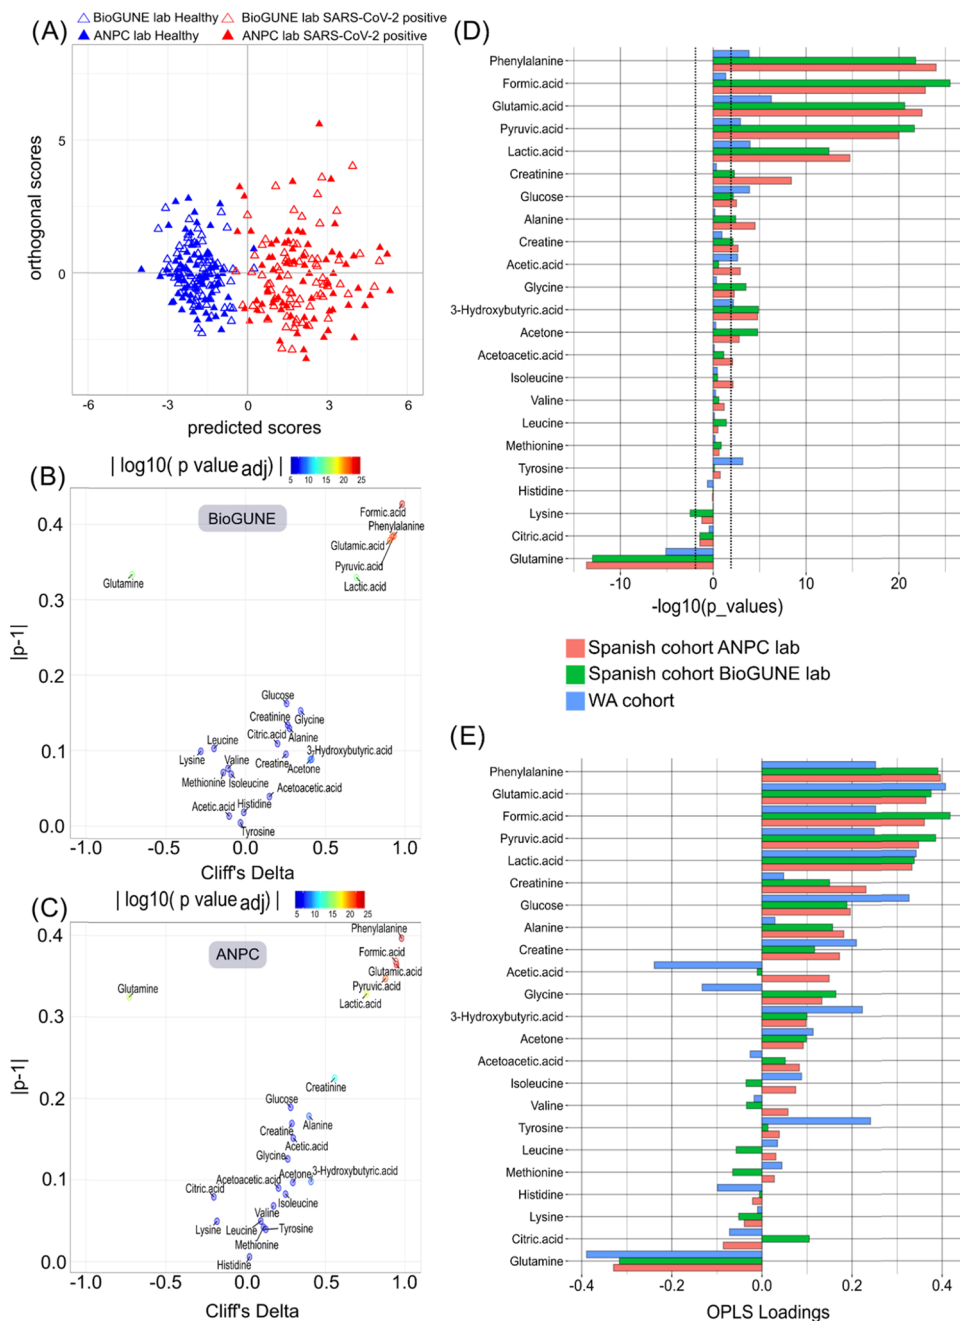 (A)
BioGUNE lab Healthy
BioGUNE lab SARS-CoV-2 positive
ANPC lab Healthy
ANPC lab SARS-CoV-2 positive
orthogonal scores
5
0
-6
-3
0
3
6
predicted scores
(B)
| log10( p value adj) |
5 10 15 20 25
BioGUNE
|p-1|
0.4
0.3
0.2
0.1
0.0
Formic.acid
Phenylalanine
Glutamic.acid
Pyruvic.acid
Lactic.acid
Glutamine
Glucose
Creatinine
Glycine
Citric.acid
Alanine
Leucine
3-Hydroxybutyric.acid
Lysine
Valine
Creatine
Acetone
Methionine
Isoleucine
Acetoacetic.acid
Acetic.acid
Histidine
Tyrosine
-1.0
-0.5
0.0
0.5
1.0
Cliff's Delta
(C)
| log10( p value adj) |
5 10 15 20 25
ANPC
|p-1|
0.4
0.3
0.2
0.1
0.0
Phenylalanine
Formic.acid
Glutamic.acid
Pyruvic.acid
Lactic.acid
Glutamine
Creatinine
Glucose
Alanine
Creatine
Acetic.acid
Glycine
Acetone
3-Hydroxybutyric.acid
Acetoacetic.acid
Citric.acid
Isoleucine
Valine
Lysine
Leucine
Tyrosine
Methionine
Histidine
-1.0
-0.5
0.0
0.5
1.0
Cliff's Delta
(D)
Phenylalanine
Formic.acid
Glutamic.acid
Pyruvic.acid
Lactic.acid
Creatinine
Glucose
Alanine
Creatine
Acetic.acid
Glycine
3-Hydroxybutyric.acid
Acetone
Acetoacetic.acid
Isoleucine
Valine
Leucine
Methionine
Tyrosine
Histidine
Lysine
Citric.acid
Glutamine
-10
0
10
20
-log10(p_values)
Spanish cohort ANPC lab
Spanish cohort BioGUNE lab
WA cohort
(E)
Phenylalanine
Glutamic.acid
Formic.acid
Pyruvic.acid
Lactic.acid
Creatinine
Glucose
Alanine
Creatine
Acetic.acid
Glycine
3-Hydroxybutyric.acid
Acetone
Acetoacetic.acid
Isoleucine
Valine
Tyrosine
Leucine
Methionine
Histidine
Lysine
Citric.acid
Glutamine
-0.4
-0.2
0.0
0.2
0.4
OPLS Loadings